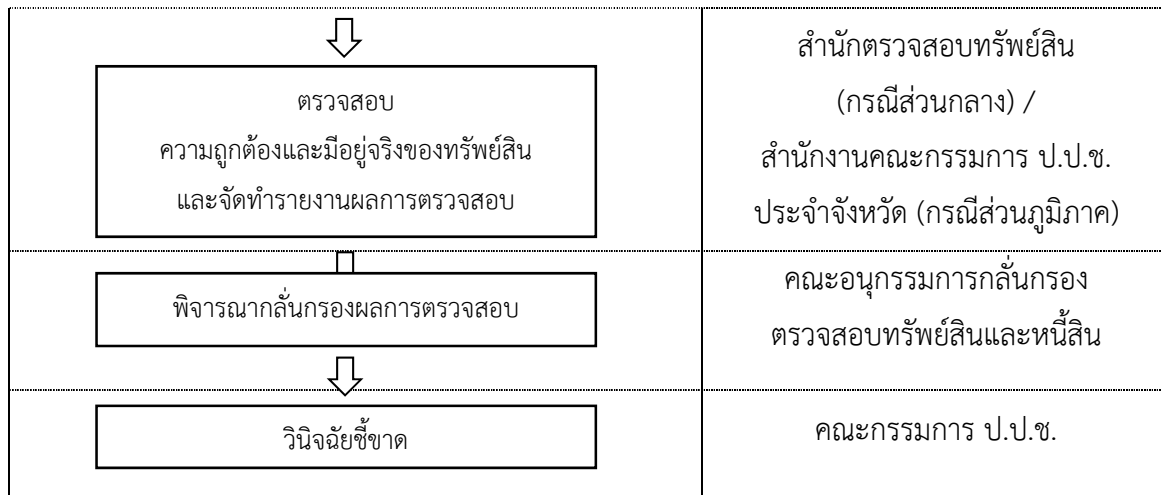 ตรวจสอบ
ความถูกต้องและมีอยู่จริงของทรัพย์สิน
และจัดทำรายงานผลการตรวจสอบ
สำนักตรวจสอบทรัพย์สิน
(กรณีส่วนกลาง) /
สำนักงานคณะกรรมการ ป.ป.ช.
ประจำจังหวัด (กรณีส่วนภูมิภาค)
พิจารณากลั่นกรองผลการตรวจสอบ
คณะอนุกรรมการกลั่นกรอง
ตรวจสอบทรัพย์สินและหนี้สิน
วินิจฉัยชี้ขาด
คณะกรรมการ ป.ป.ช.